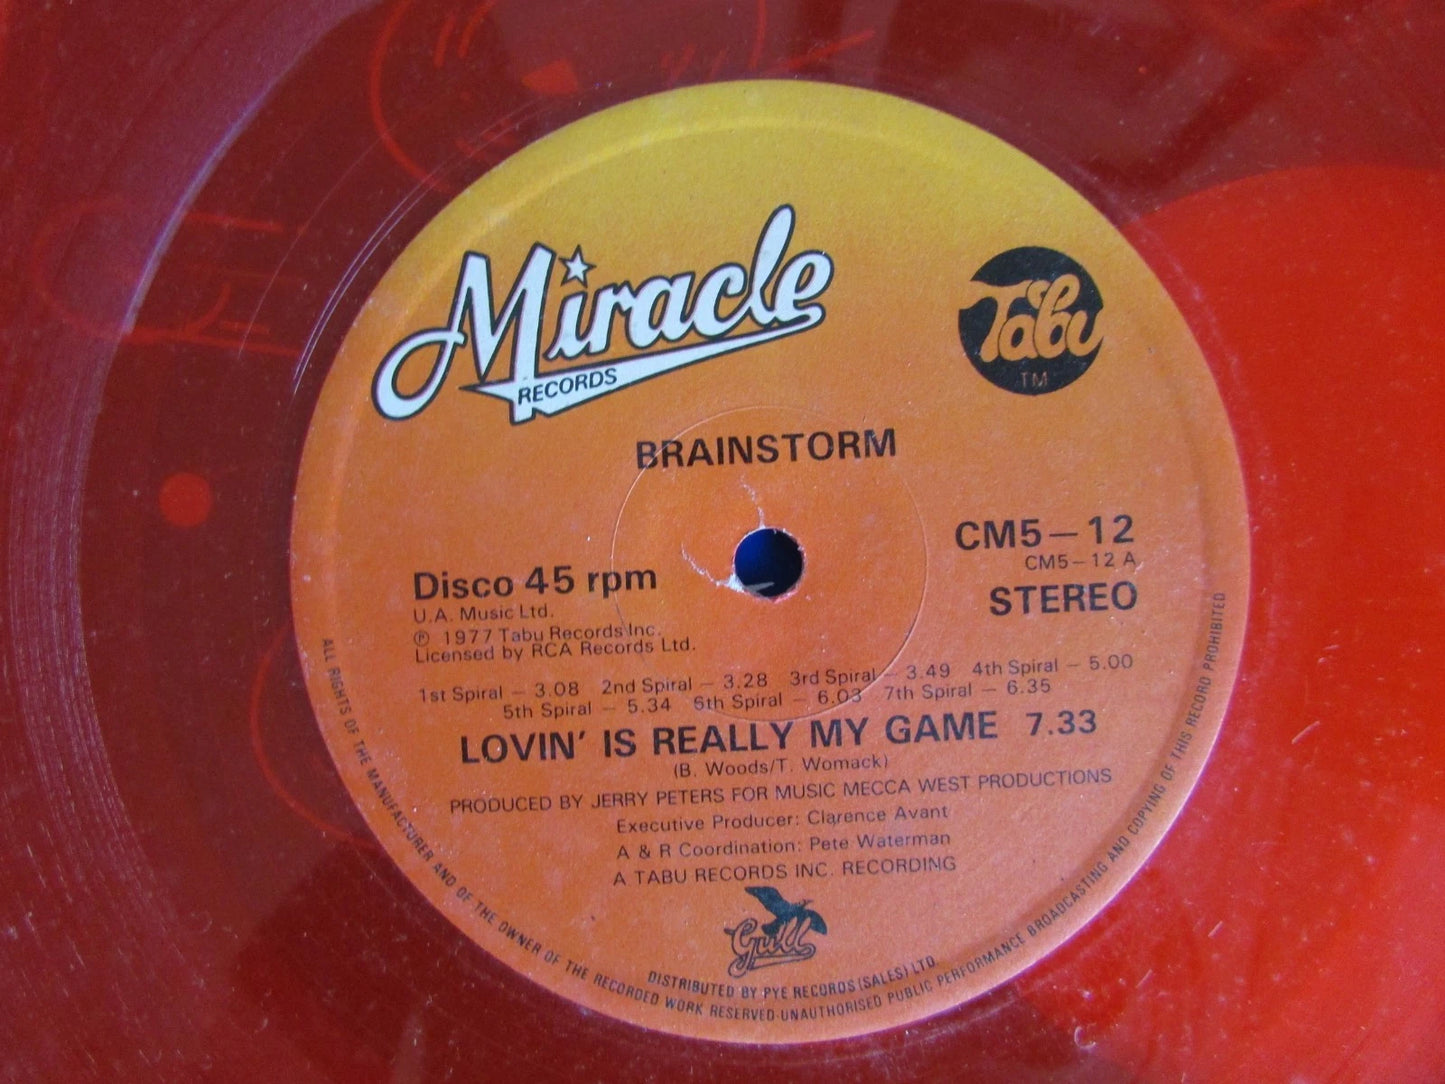 Miracle
RECORDS
Tabu
TM
BRAINSTORM
CM5-12
CM5-12 A
STEREO
Disco 45 rpm
U.A. Music Ltd.
℗ 1977 Tabu Records Inc.
Licensed by RCA Records Ltd.
1st Spiral - 3.08 2nd Spiral - 3.28 3rd Spiral - 3.49 4th Spiral - 5.00
5th Spiral - 5.34 6th Spiral - 6.03 7th Spiral - 6.35
LOVIN' IS REALLY MY GAME 7.33
(B. Woods/T. Womack)
PRODUCED BY JERRY PETERS FOR MUSIC MECCA WEST PRODUCTIONS
Executive Producer: Clarence Avant
A & R Coordination: Pete Waterman
A TABU RECORDS INC. RECORDING
Gull
DISTRIBUTED BY PYE RECORDS (SALES) LTD.
ALL RIGHTS OF THE MANUFACTURER AND OF THE OWNER OF THE RECORDED WORK RESERVED-UNAUTHORISED PUBLIC PERFORMANCE BROADCASTING AND COPYING OF THIS RECORD PROHIBITED